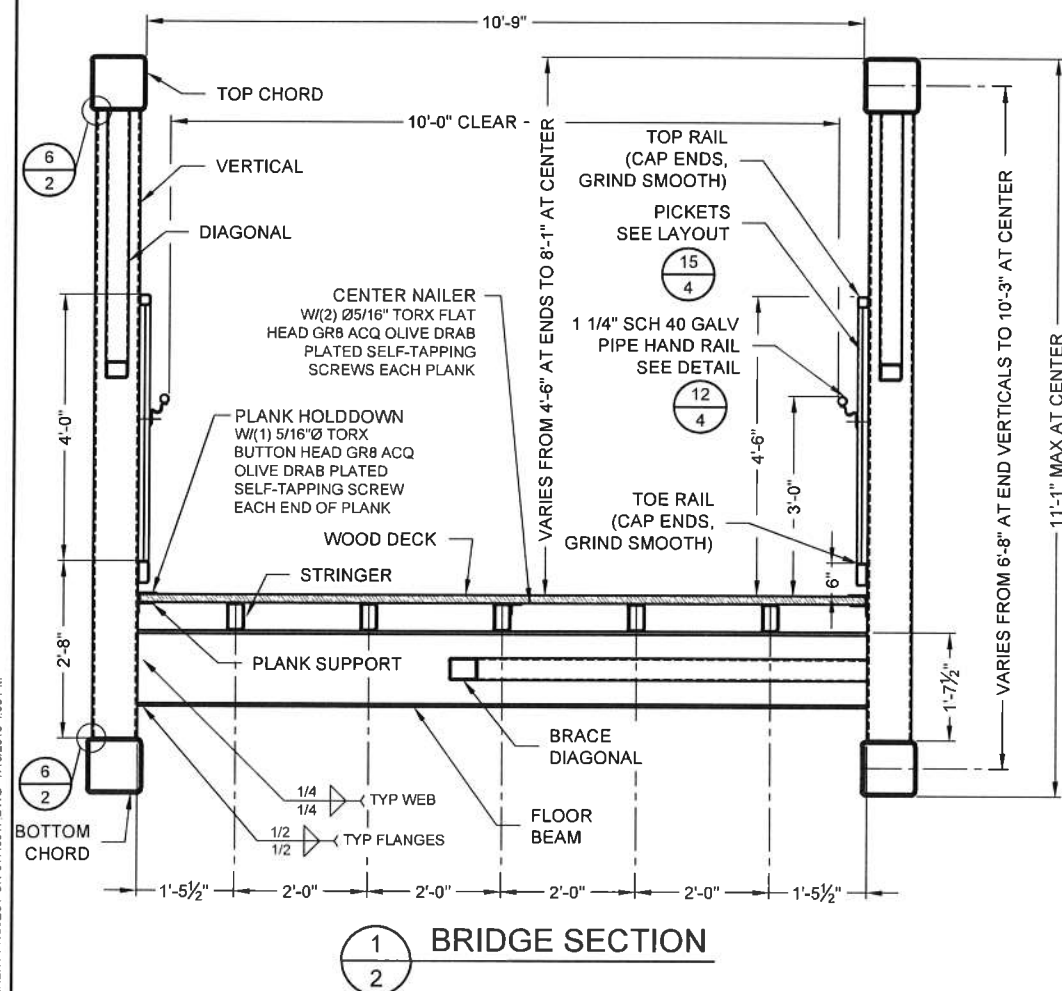 10'-9"
TOP CHORD
10'-0" CLEAR
VERTICAL
DIAGONAL
6
2
VARIES FROM 4'-6" AT ENDS TO 8'-1" AT CENTER
TOP RAIL
(CAP ENDS,
GRIND SMOOTH)
PICKETS
SEE LAYOUT
15
4
1 1/4" SCH 40 GALV
PIPE HAND RAIL
SEE DETAIL
12
4
CENTER NAILER
W/(2) Ø5/16" TORX FLAT
HEAD GR8 ACQ OLIVE DRAB
PLATED SELF-TAPPING
SCREWS EACH PLANK
PLANK HOLDDOWN
W/(1) 5/16"Ø TORX
BUTTON HEAD GR8 ACQ
OLIVE DRAB PLATED
SELF-TAPPING SCREW
EACH END OF PLANK
4'-0"
4'-6"
3'-0"
TOE RAIL
(CAP ENDS,
GRIND SMOOTH)
6"
WOOD DECK
STRINGER
PLANK SUPPORT
2'-8"
1'-7½"
VARIES FROM 6'-8" AT END VERTICALS TO 10'-3" AT CENTER
11'-1" MAX AT CENTER
BRACE
DIAGONAL
6
2
BOTTOM
CHORD
1/4
1/4
TYP WEB
1/2
1/2
TYP FLANGES
FLOOR
BEAM
1'-5½"
2'-0"
2'-0"
2'-0"
2'-0"
1'-5½"
1
2
BRIDGE SECTION